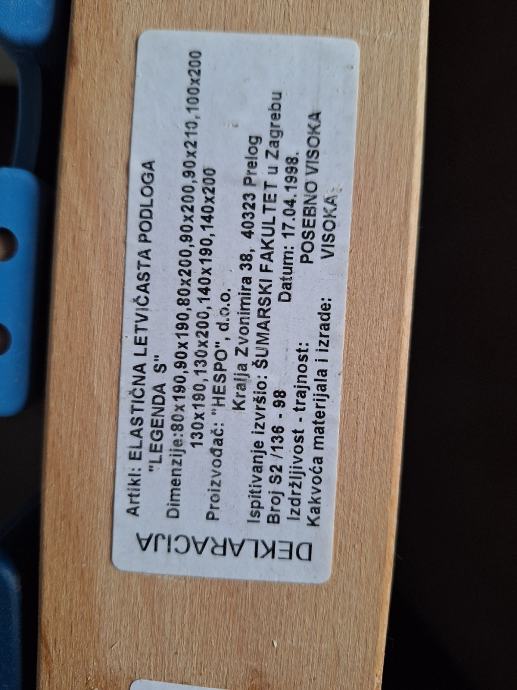 DEKLARACIJA
Artikl: ELASTIČNA LETVIČASTA PODLOGA
"LEGENDA S"
Dimenzije:80x190,90x190,80x200,90x200,90x210,100x200
130x190,130x200,140x190,140x200
Proizvođač: "HESPO", d.o.o.
Kralja Zvonimira 38, 40323 Prelog
Ispitivanje izvršio: ŠUMARSKI FAKULTET u Zagrebu
Broj S2 /136 - 98 Datum: 17.04.1998.
Izdržljivost - trajnost: POSEBNO VISOKA
Kakvoća materijala i izrade: VISOKA